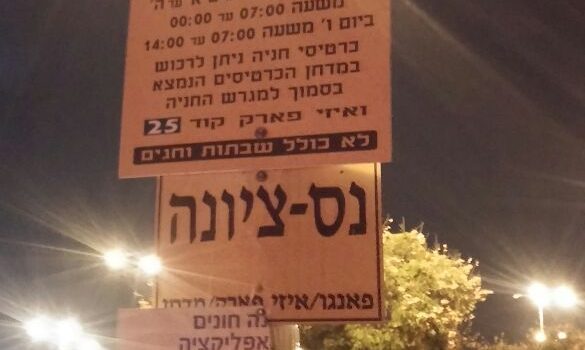 משעה 07:00 עד 00:00
ביום ו' משעה 07:00 עד 14:00
כרטיסי חניה ניתן לרכוש
במדחן הכרטיסים הנמצא
בסמוך למגרש החניה
ואיזי פארק קוד 25
לא כולל שבתות וחגים
נס-ציונה
פאנגו/איזי פארק/מדחן
חונים
אפליקציה